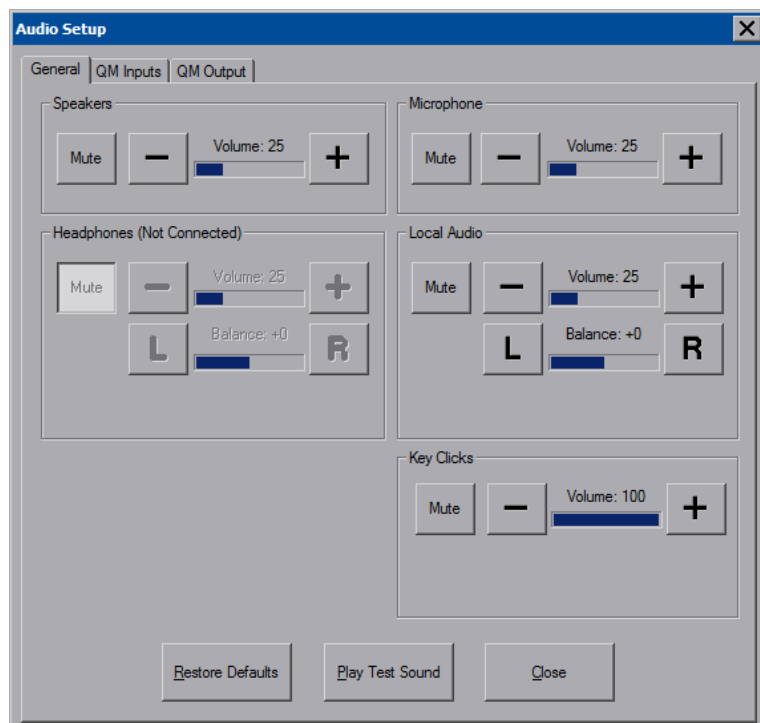 Audio Setup
General QM Inputs QM Output
Speakers
Mute − Volume: 25 +
Microphone
Mute − Volume: 25 +
Headphones (Not Connected)
Mute − Volume: 25 +
L Balance: +0 R
Local Audio
Mute − Volume: 25 +
L Balance: +0 R
Key Clicks
Mute − Volume: 100 +
Restore Defaults Play Test Sound Close